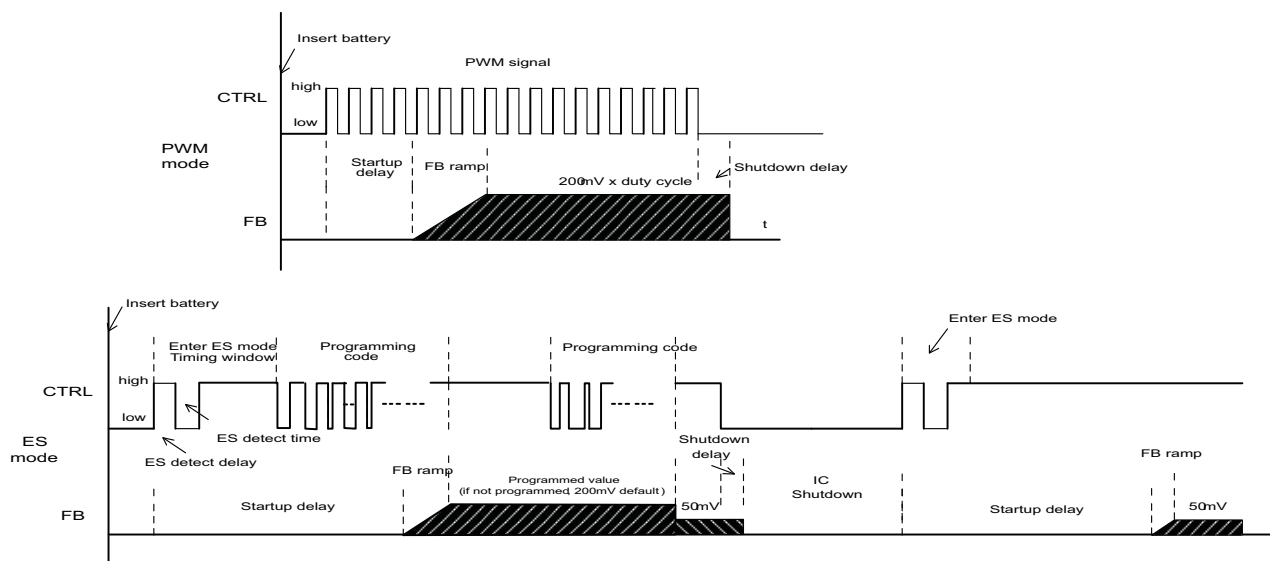 Insert battery
PWM signal
high
CTRL
low
PWM
mode
Startup
delay
FB ramp
Shutdown delay
200mV x duty cycle
FB
t
Insert battery
Enter ES mode
Enter ES mode
Timing window
Programming
code
Programming code
high
CTRL
low
ES detect time
ES
mode
ES detect delay
Shutdown
delay
FB ramp
FB ramp
Programmed value
(if not programmed, 200mV default)
50mV
IC
Shutdown
Startup delay
Startup delay
50mV
FB